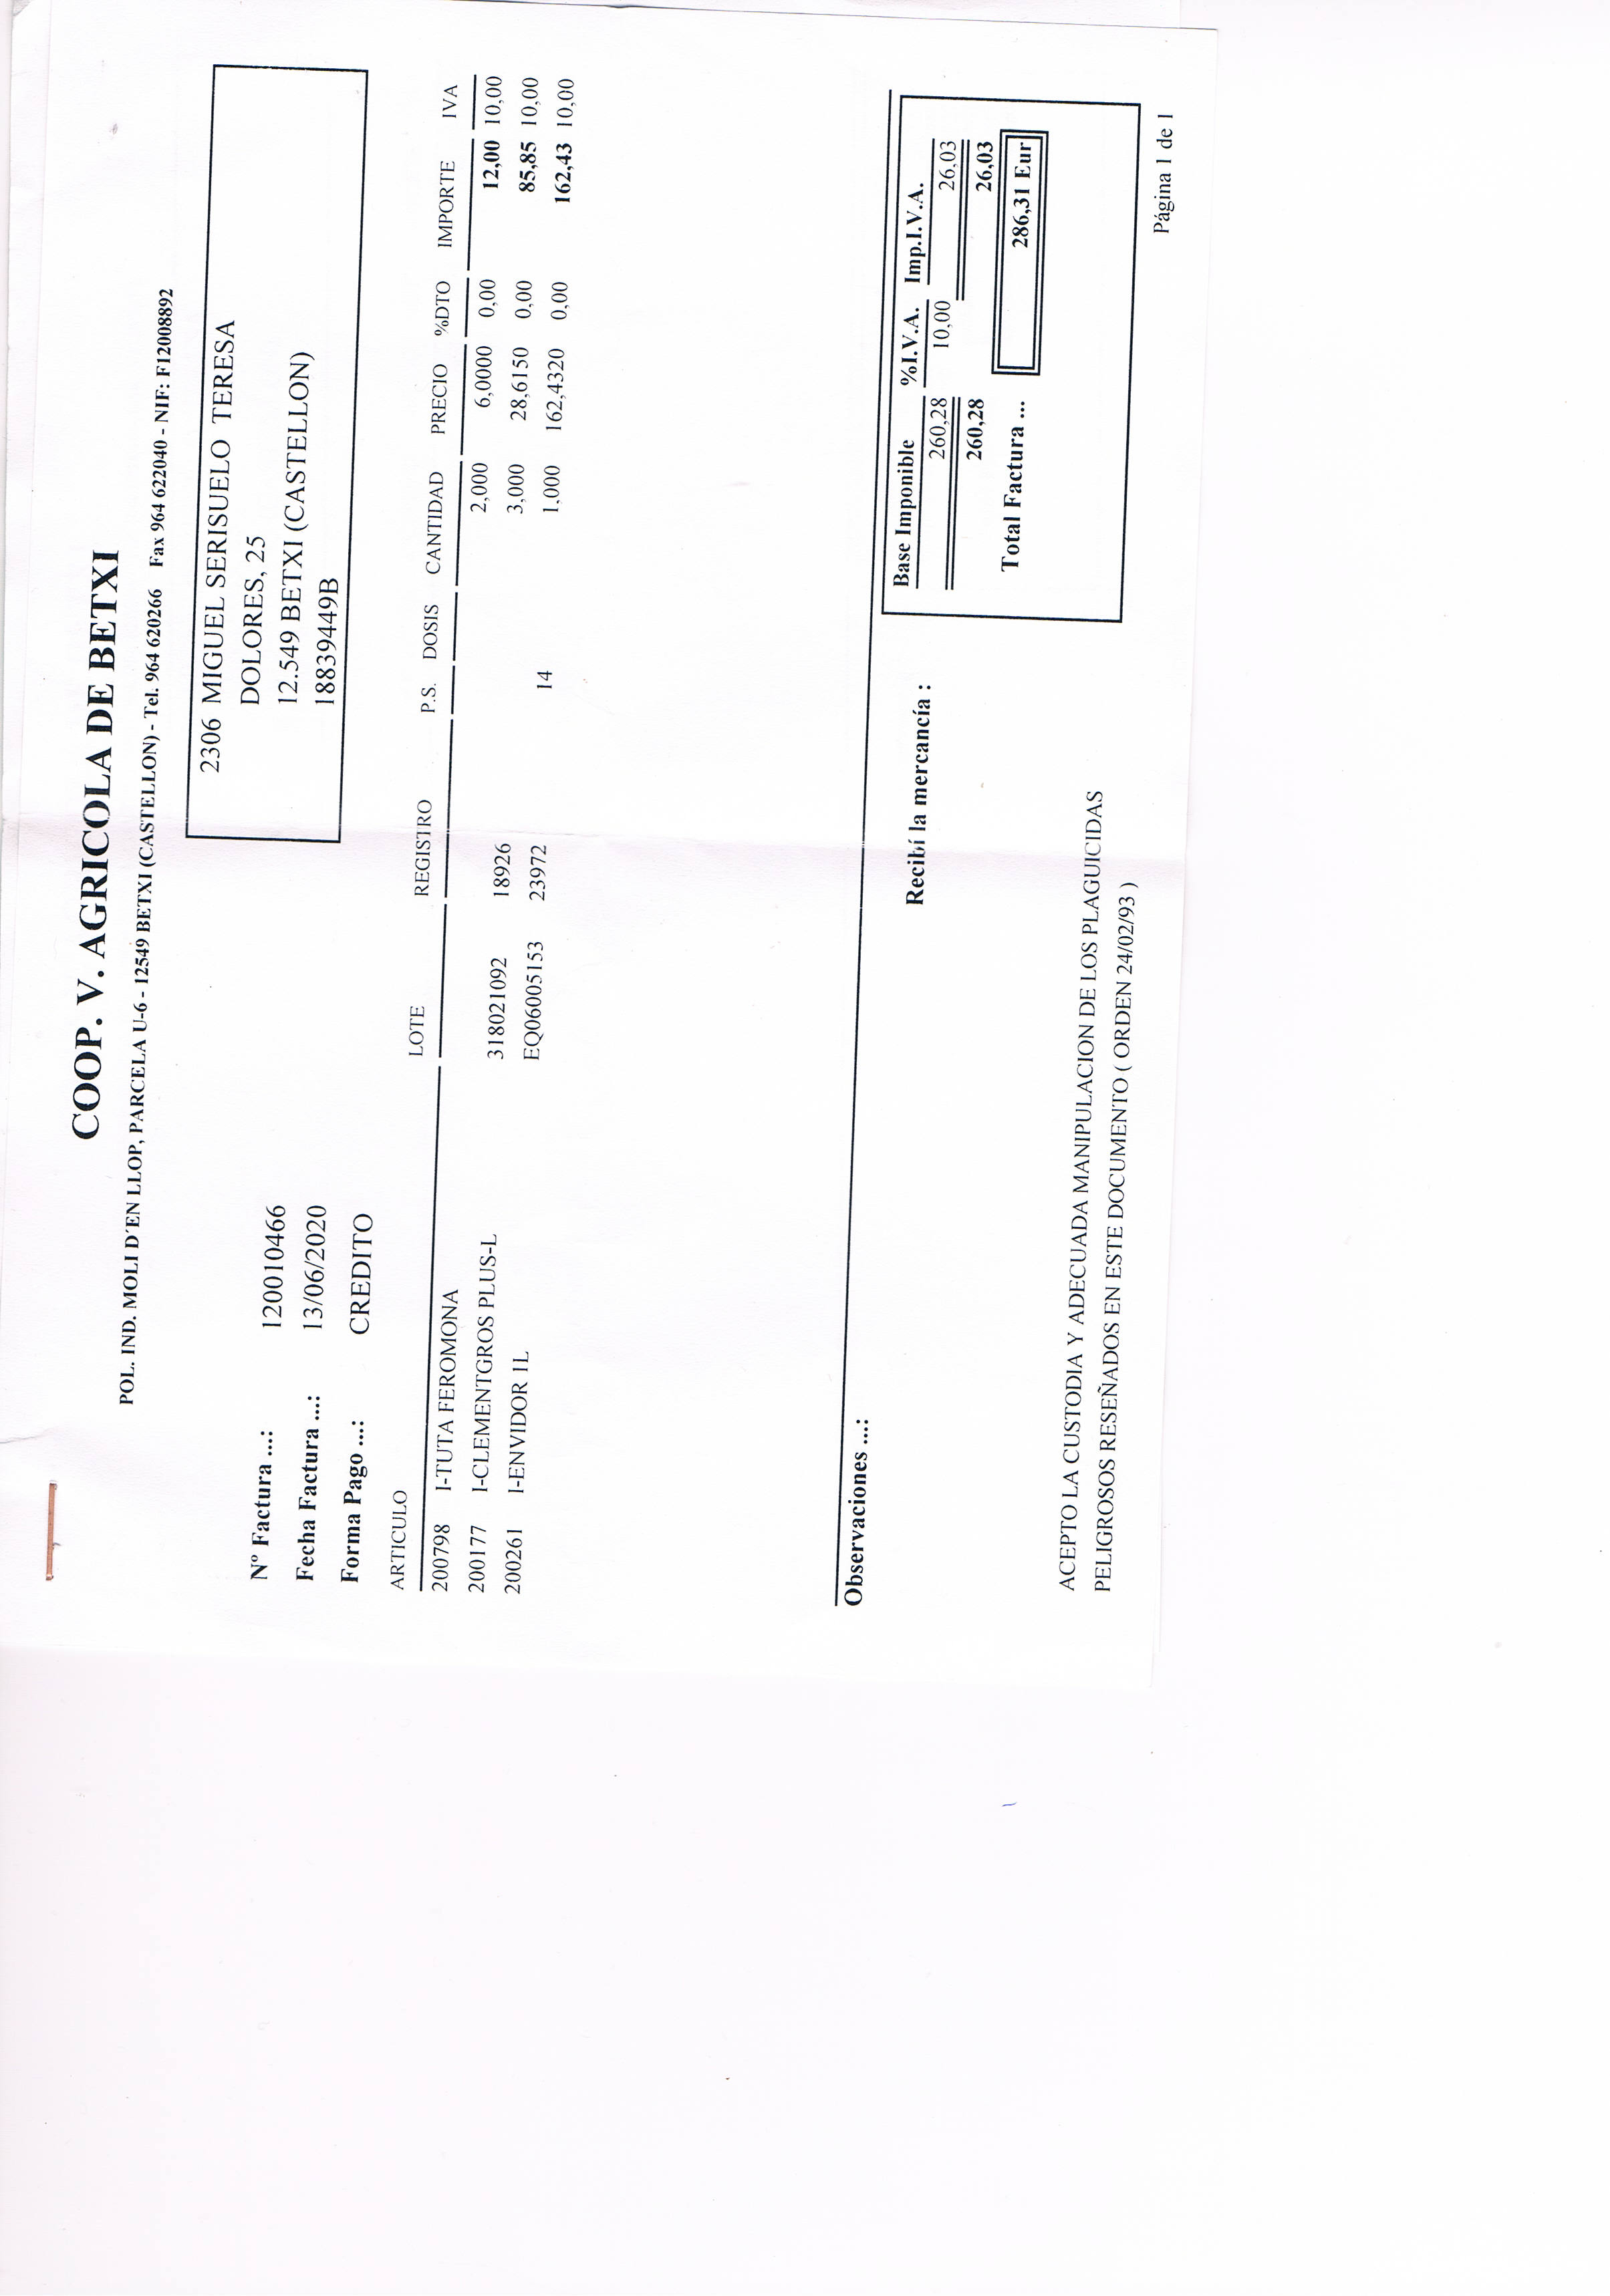 COOP. V. AGRICOLA DE BETXI
POL. IND. MOLI D´EN LLOP, PARCELA U-6 - 12549 BETXI (CASTELLON) - Tel. 964 620266 Fax 964 622040 - NIF: F12008892
2306 MIGUEL SERISUELO TERESA
DOLORES, 25
12.549 BETXI (CASTELLON)
18839449B
Nº Factura ...: 120010466
Fecha Factura ...: 13/06/2020
Forma Pago ...: CREDITO
ARTICULO LOTE REGISTRO P.S. DOSIS CANTIDAD PRECIO %DTO IMPORTE IVA
200798 I-TUTA FEROMONA 2,000 6,0000 0,00 12,00 10,00
200177 I-CLEMENTGROS PLUS-L 318021092 18926 3,000 28,6150 0,00 85,85 10,00
200261 I-ENVIDOR 1L EQ06005153 23972 14 1,000 162,4320 0,00 162,43 10,00
Observaciones ...:
Recibí la mercancía :
Base Imponible %I.V.A. Imp.I.V.A.
260,28 10,00 26,03
260,28 26,03
Total Factura ... 286,31 Eur
ACEPTO LA CUSTODIA Y ADECUADA MANIPULACION DE LOS PLAGUICIDAS
PELIGROSOS RESEÑADOS EN ESTE DOCUMENTO ( ORDEN 24/02/93 )
Página 1 de 1